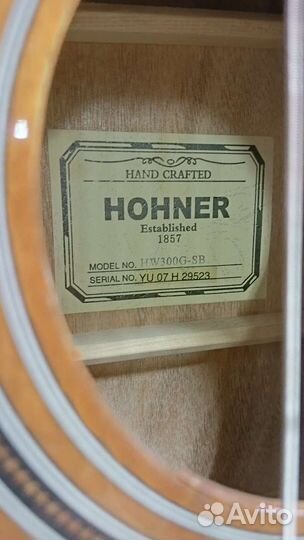 HAND CRAFTED
HOHNER
Established
1857
MODEL NO. HW300G-SB
SERIAL NO. YU 07 H 29523
Avito